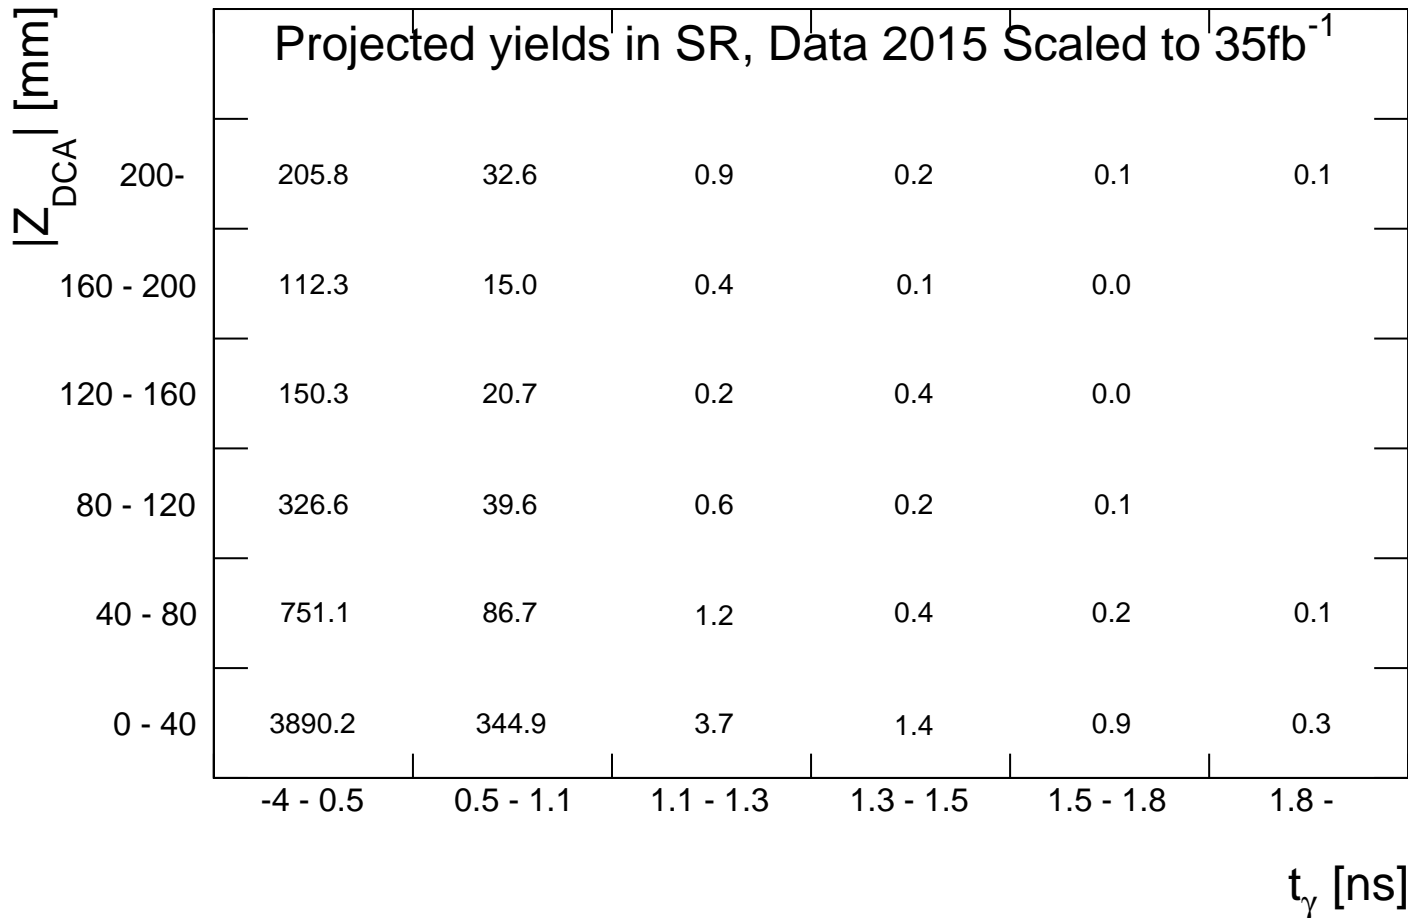 Projected yields in SR, Data 2015 Scaled to 35fb⁻¹
|Z_DCA| [mm]
200- 205.8 32.6 0.9 0.2 0.1 0.1
160 - 200 112.3 15.0 0.4 0.1 0.0
120 - 160 150.3 20.7 0.2 0.4 0.0
80 - 120 326.6 39.6 0.6 0.2 0.1
40 - 80 751.1 86.7 1.2 0.4 0.2 0.1
0 - 40 3890.2 344.9 3.7 1.4 0.9 0.3
-4 - 0.5 0.5 - 1.1 1.1 - 1.3 1.3 - 1.5 1.5 - 1.8 1.8 -
t_γ [ns]